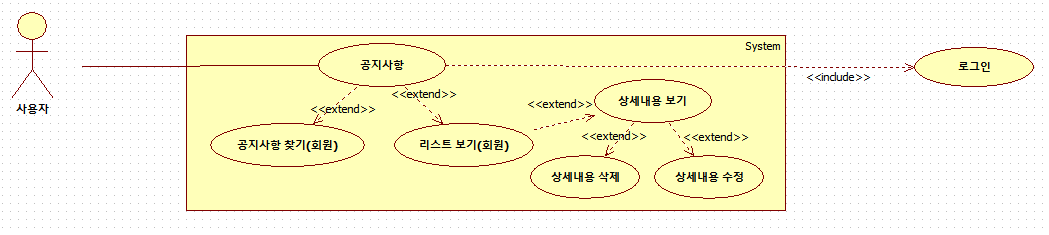 System
공지사항
로그인
<<include>>
사용자
<<extend>>
<<extend>>
<<extend>>
상세내용 보기
공지사항 찾기(회원)
리스트 보기(회원)
<<extend>>
<<extend>>
상세내용 삭제
상세내용 수정